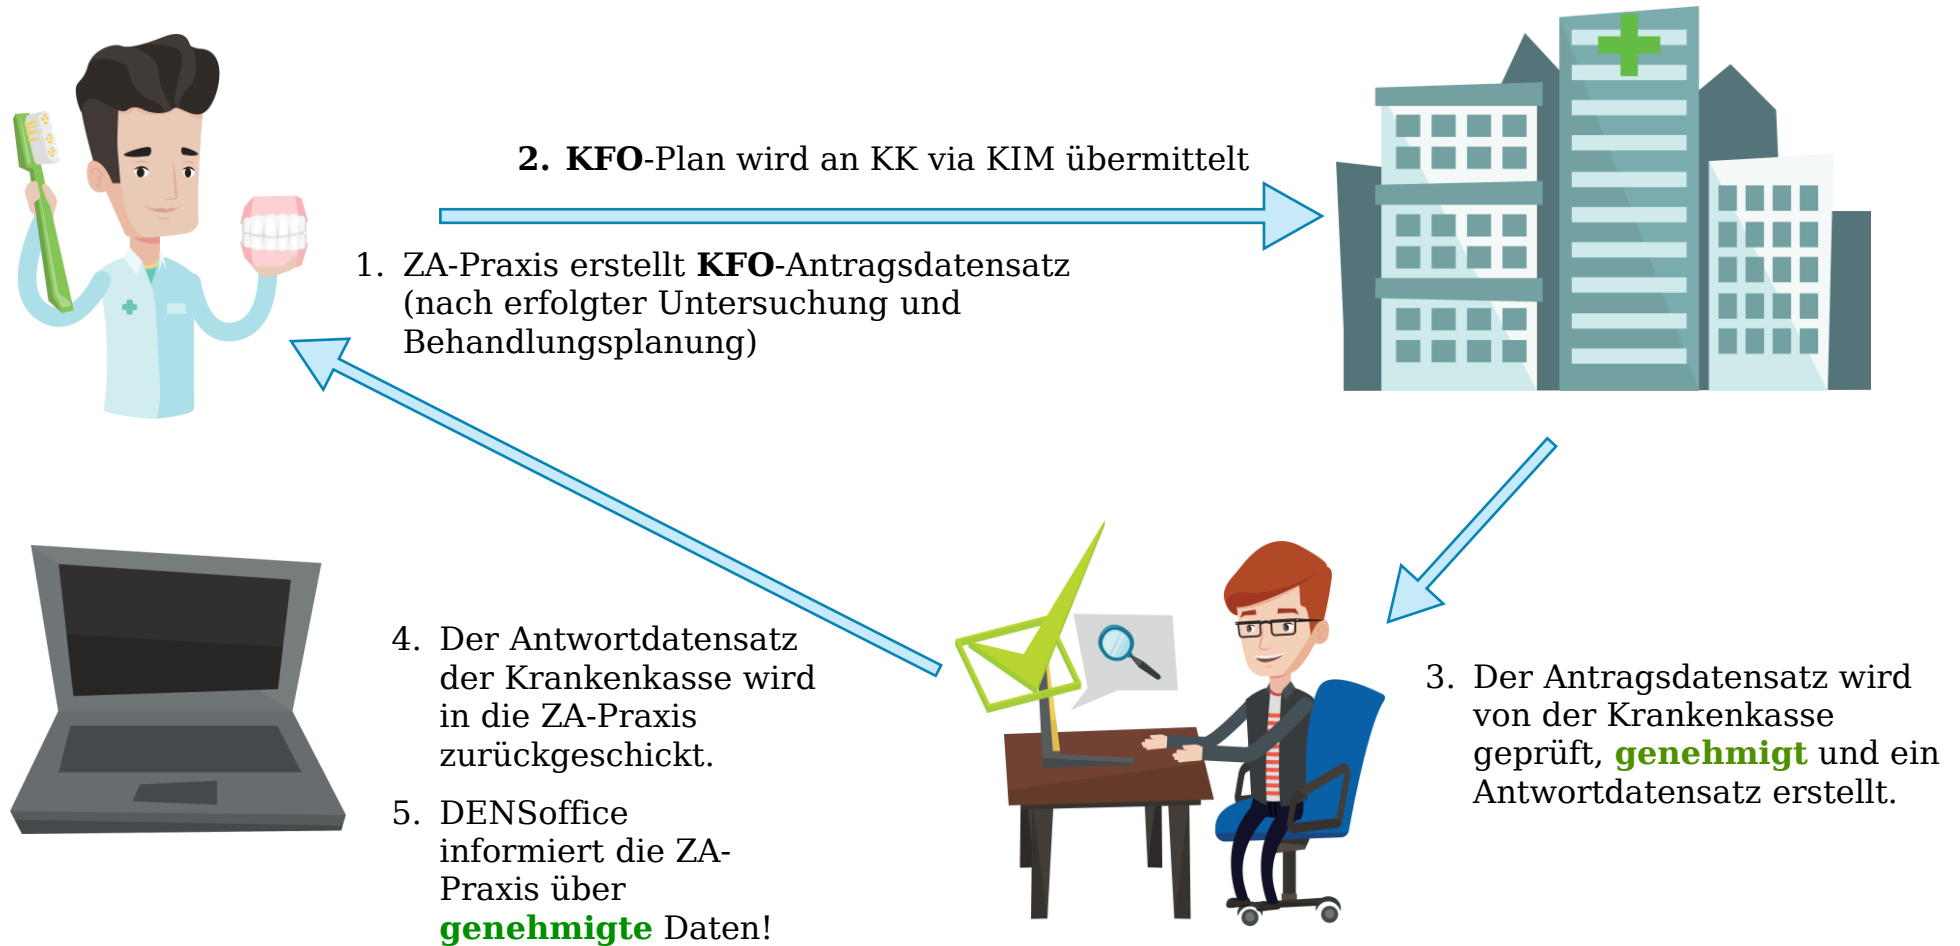 2. KFO-Plan wird an KK via KIM übermittelt
1. ZA-Praxis erstellt KFO-Antragsdatensatz
(nach erfolgter Untersuchung und
Behandlungsplanung)
3. Der Antragsdatensatz wird
von der Krankenkasse
geprüft, genehmigt und ein
Antwortdatensatz erstellt.
4. Der Antwortdatensatz
der Krankenkasse wird
in die ZA-Praxis
zurückgeschickt.
5. DENSoffice
informiert die ZA-
Praxis über
genehmigte Daten!